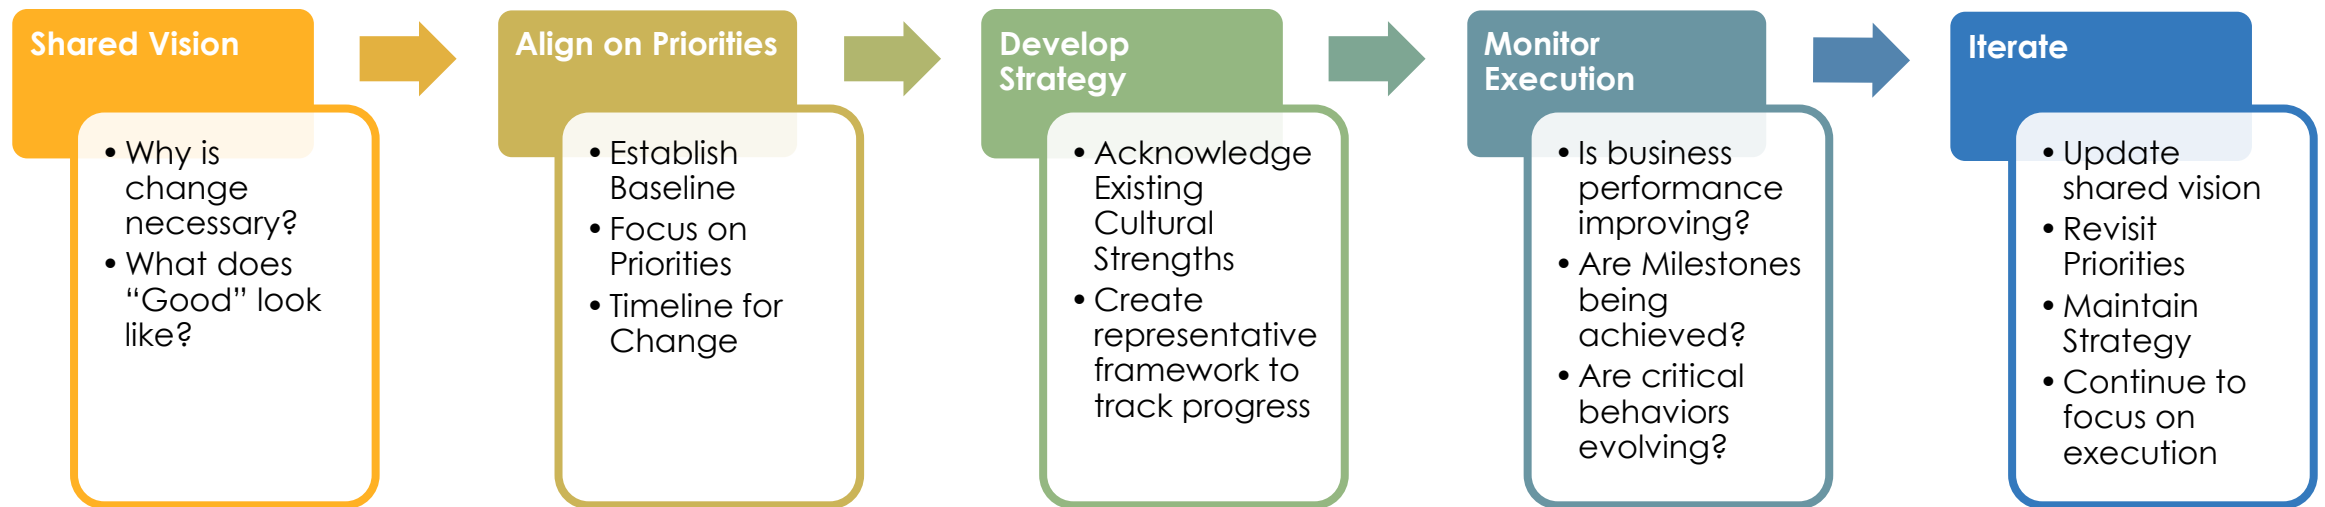 Shared Vision
• Why is
change
necessary?
• What does
“Good” look
like?
Align on Priorities
• Establish
Baseline
• Focus on
Priorities
• Timeline for
Change
Develop
Strategy
• Acknowledge
Existing
Cultural
Strengths
• Create
representative
framework to
track progress
Monitor
Execution
• Is business
performance
improving?
• Are Milestones
being
achieved?
• Are critical
behaviors
evolving?
Iterate
• Update
shared vision
• Revisit
Priorities
• Maintain
Strategy
• Continue to
focus on
execution